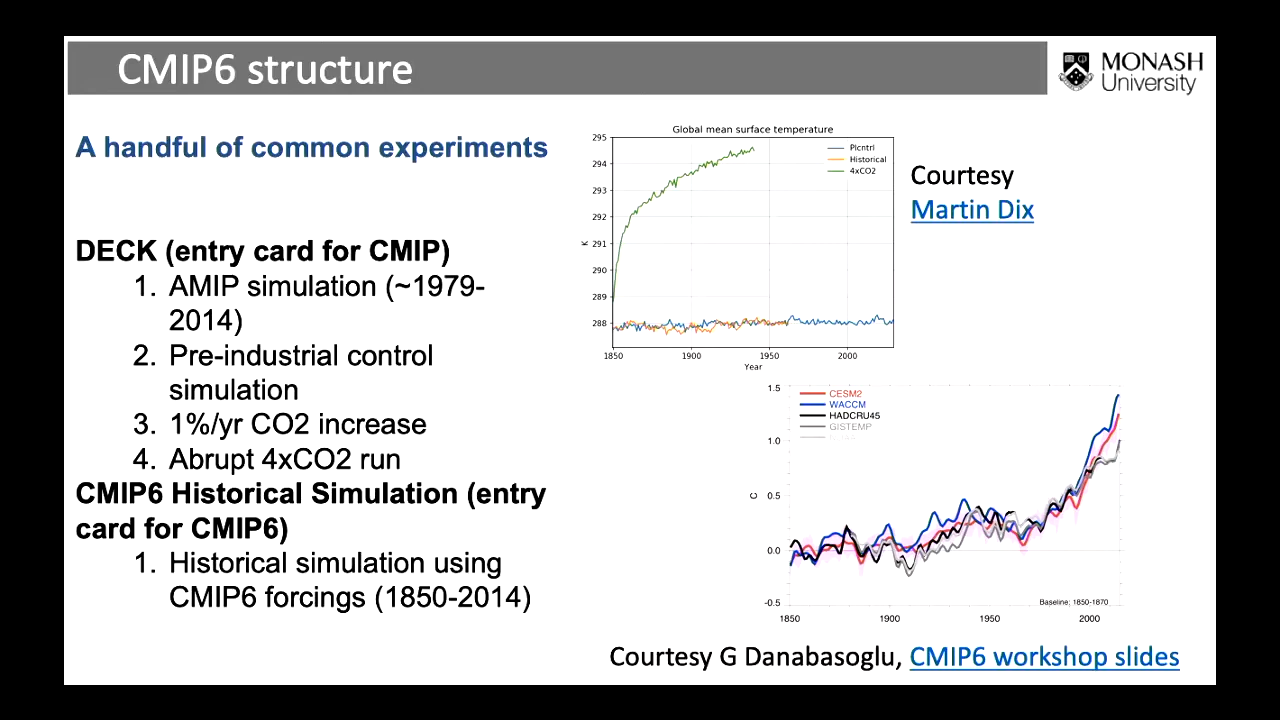 CMIP6 structure
MONASH
University
A handful of common experiments
DECK (entry card for CMIP)
1. AMIP simulation (~1979-
2014)
2. Pre-industrial control
simulation
3. 1%/yr CO2 increase
4. Abrupt 4xCO2 run
CMIP6 Historical Simulation (entry
card for CMIP6)
1. Historical simulation using
CMIP6 forcings (1850-2014)
Global mean surface temperature
295
294
293
292
291
290
289
288
K
PIcntrl
Historical
4xCO2
1850 1900 1950 2000
Year
Courtesy
Martin Dix
1.5
1.0
0.5
0.0
-0.5
C
CESM2
WACCM
HADCRU45
GISTEMP
Baseline: 1850-1870
1850 1900 1950 2000
Courtesy G Danabasoglu, CMIP6 workshop slides